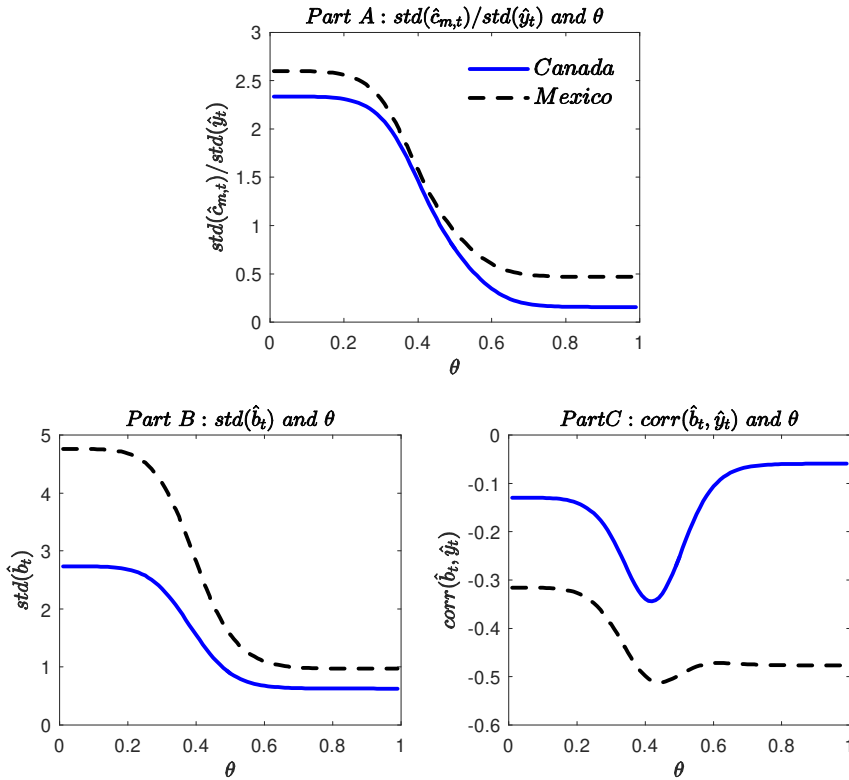 Part A : std(ĉ_{m,t})/std(ŷ_t) and θ
3
2.5
2
1.5
1
0.5
0
std(ĉ_{m,t})/std(ŷ_t)
Canada
Mexico
0 0.2 0.4 0.6 0.8 1
θ
Part B : std(b̂_t) and θ
5
4
3
2
1
0
std(b̂_t)
0 0.2 0.4 0.6 0.8 1
θ
PartC : corr(b̂_t, ŷ_t) and θ
0
-0.1
-0.2
-0.3
-0.4
-0.5
-0.6
corr(b̂_t, ŷ_t)
0 0.2 0.4 0.6 0.8 1
θ